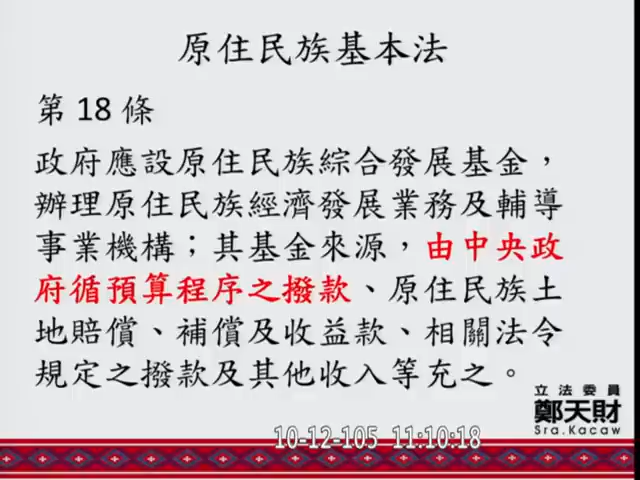 原住民族基本法
第 18 條
政府應設原住民族綜合發展基金，
辦理原住民族經濟發展業務及輔導
事業機構；其基金來源，由中央政
府循預算程序之撥款、原住民族土
地賠償、補償及收益款、相關法令
規定之撥款及其他收入等充之。
立法委員
鄭天財
Sra.Kacaw
10-12-105 11:10:18